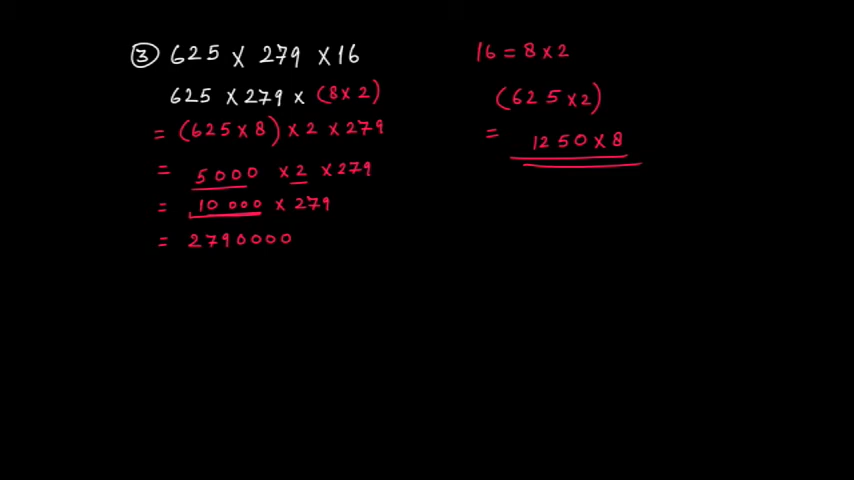 ③ 625 × 279 × 16
625 × 279 × (8 × 2)
= (625 × 8) × 2 × 279
= 5000 × 2 × 279
= 10 000 × 279
= 2790000
16 = 8 × 2
(625 × 2)
= 1250 × 8